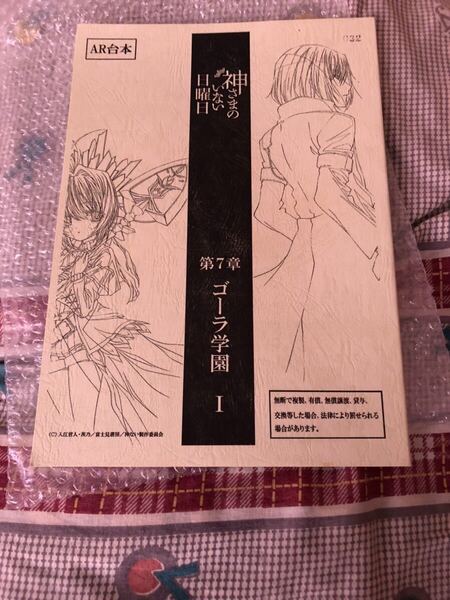 AR台本
032
神さまの
いない
日曜日
第7章
ゴーラ学園
I
無断で複製、有償、無償譲渡、貸与、
交換等した場合、法律により罰せられる
場合があります。
(C) 入江君人・茨乃/富士見書房/神ない製作委員会